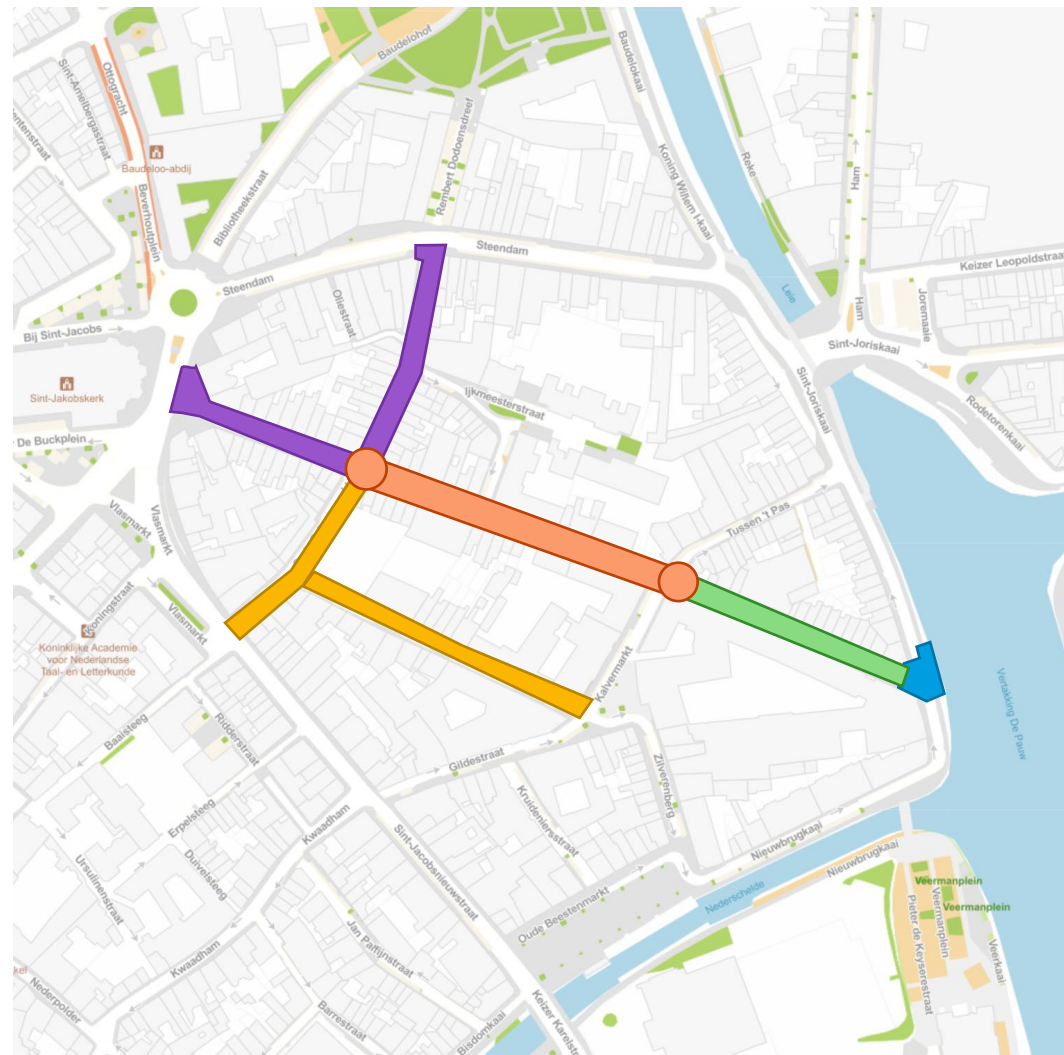 Baudelohof
Baudelokaai
Ottogracht
Sint-Amelbergastraat
Baudeloo-abdij
Beverhoutplein
Bibliotheekstraat
Rembert Dodoensdreef
Koning Willem I-kaai
Reke
Ham
Keizer Leopoldstraat
Steendam
Steendam
Leie
Ham
Joremaaie
Oliestraat
Bij Sint-Jacobs
Sint-Jakobskerk
Sint-Joriskaai
Sint-Joriskaai
Rodetorenkaai
Ijkmeesterstraat
De Buckplein
Vlasmarkt
Vlasmarkt
Tussen 't Pas
Koningstraat
Vlasmarkt
Koninklijke Academie
voor Nederlandse
Taal- en Letterkunde
Kalvermarkt
Vertakking De Pauw
Baaisteeg
Ridderstraat
Gildestraat
Zilverenberg
Erpelsteeg
Kwaadham
Kruideniersstraat
Sint-Jacobsnieuwstraat
Nieuwbrugkaai
Nieuwbrugkaai
Duivelsteeg
Ursulinenstraat
Oude Beestenmarkt
Nederschelde
Veermanplein
Veermanplein
Veermanplein
Pieter de Keyserestraat
Veerkaai
Jan Palfijnstraat
Kwaadham
Nederpolder
Barrestraat
Bisdomkaai